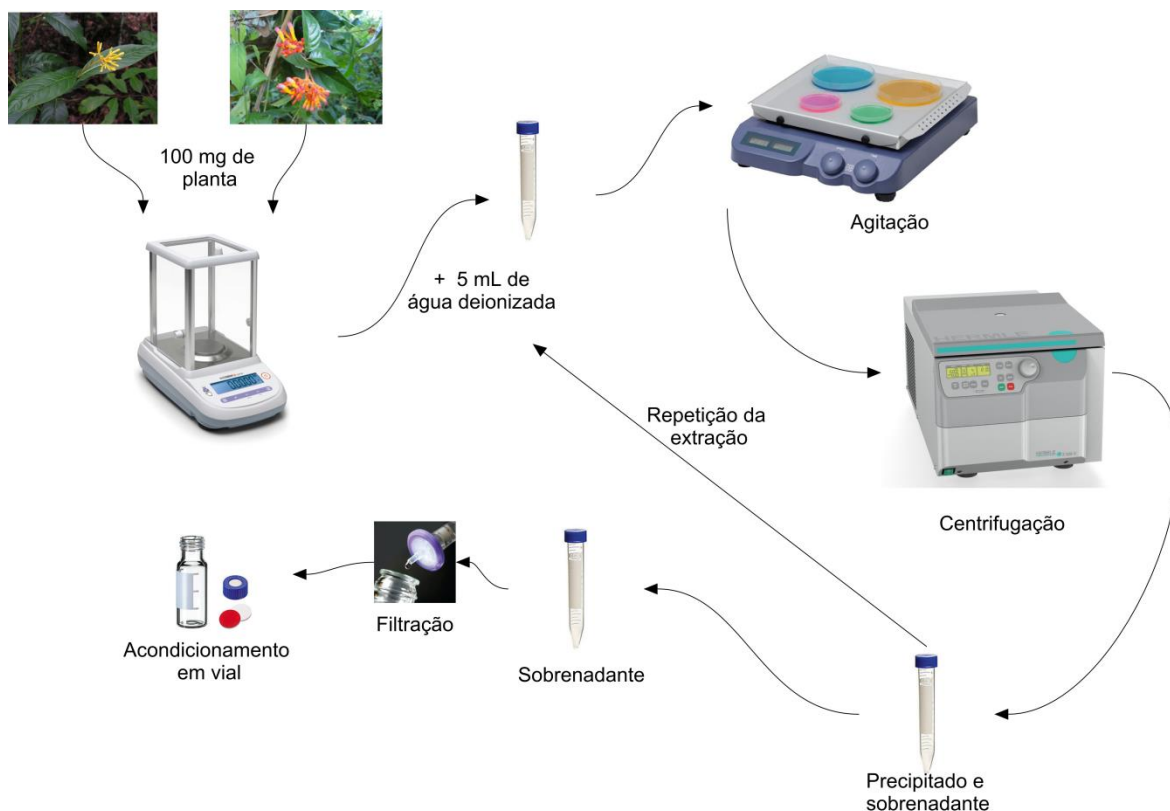 100 mg de
planta
+ 5 mL de
água deionizada
Agitação
Repetição da
extração
Centrifugação
Filtração
Acondicionamento
em vial
Sobrenadante
Precipitado e
sobrenadante